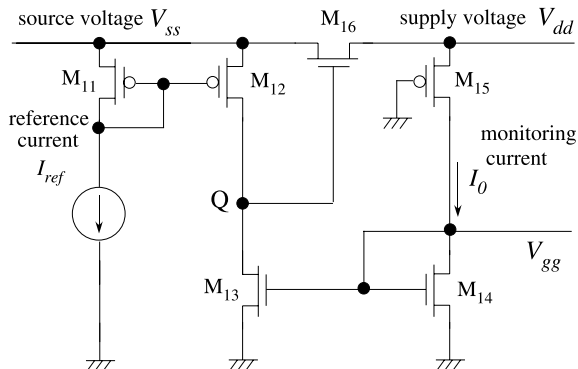 source voltage V_ss
M_16
supply voltage V_dd
M_11
M_12
M_15
reference
current
I_ref
monitoring
current
I_0
Q
V_gg
M_13
M_14